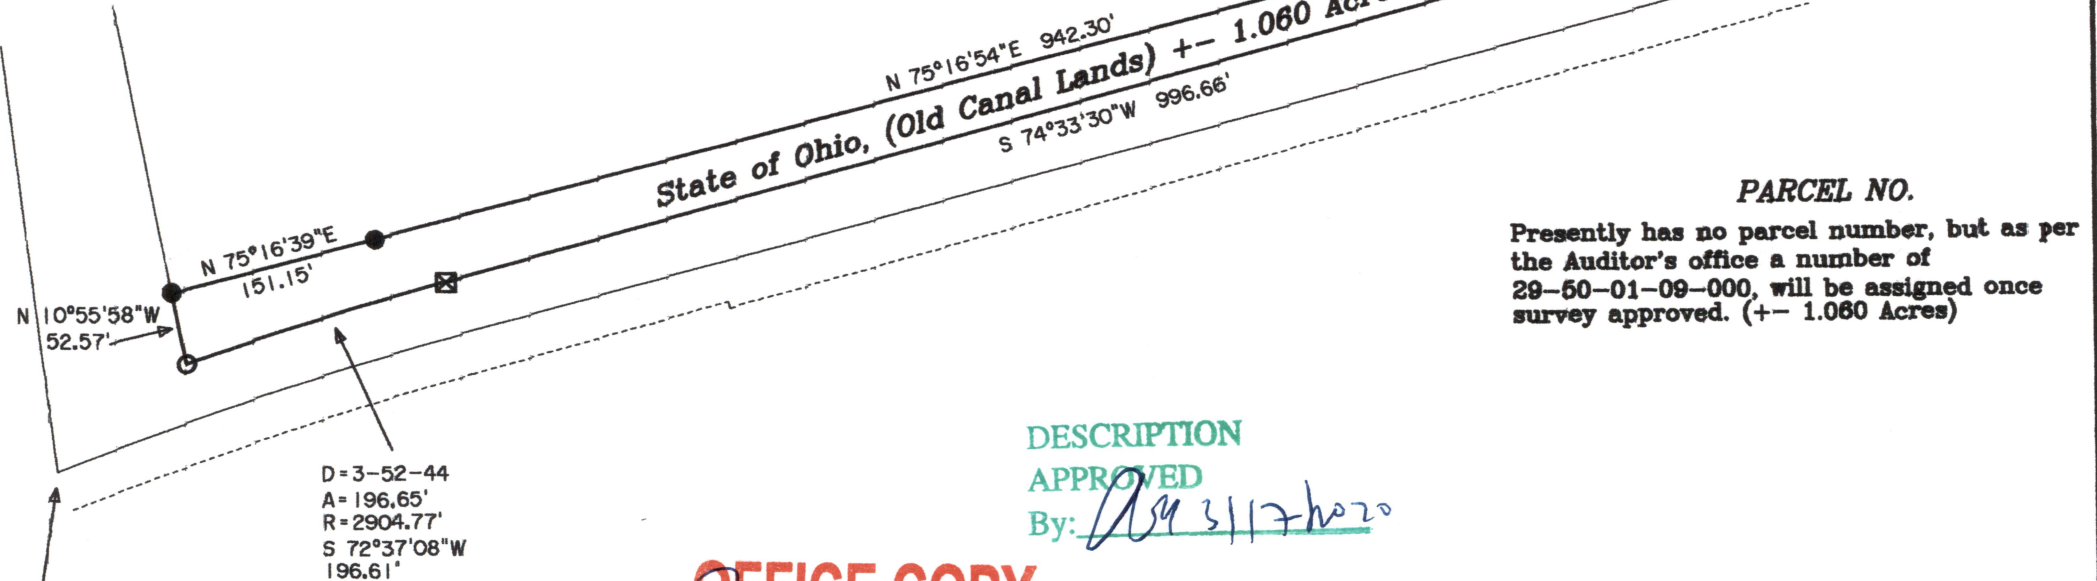 N 75°16'54"E 942.30'
State of Ohio, (Old Canal Lands) +– 1.060
S 74°33'30"W 996.66'
N 75°16'39"E
151.15'
N 10°55'58"W
52.57'
PARCEL NO.
Presently has no parcel number, but as per
the Auditor's office a number of
29–50–01–09–000, will be assigned once
survey approved. (+– 1.060 Acres)
D=3-52-44
A=196.65'
R=2904.77'
S 72°37'08"W
196.61'
DESCRIPTION
APPROVED
By:
OFFICE COPY